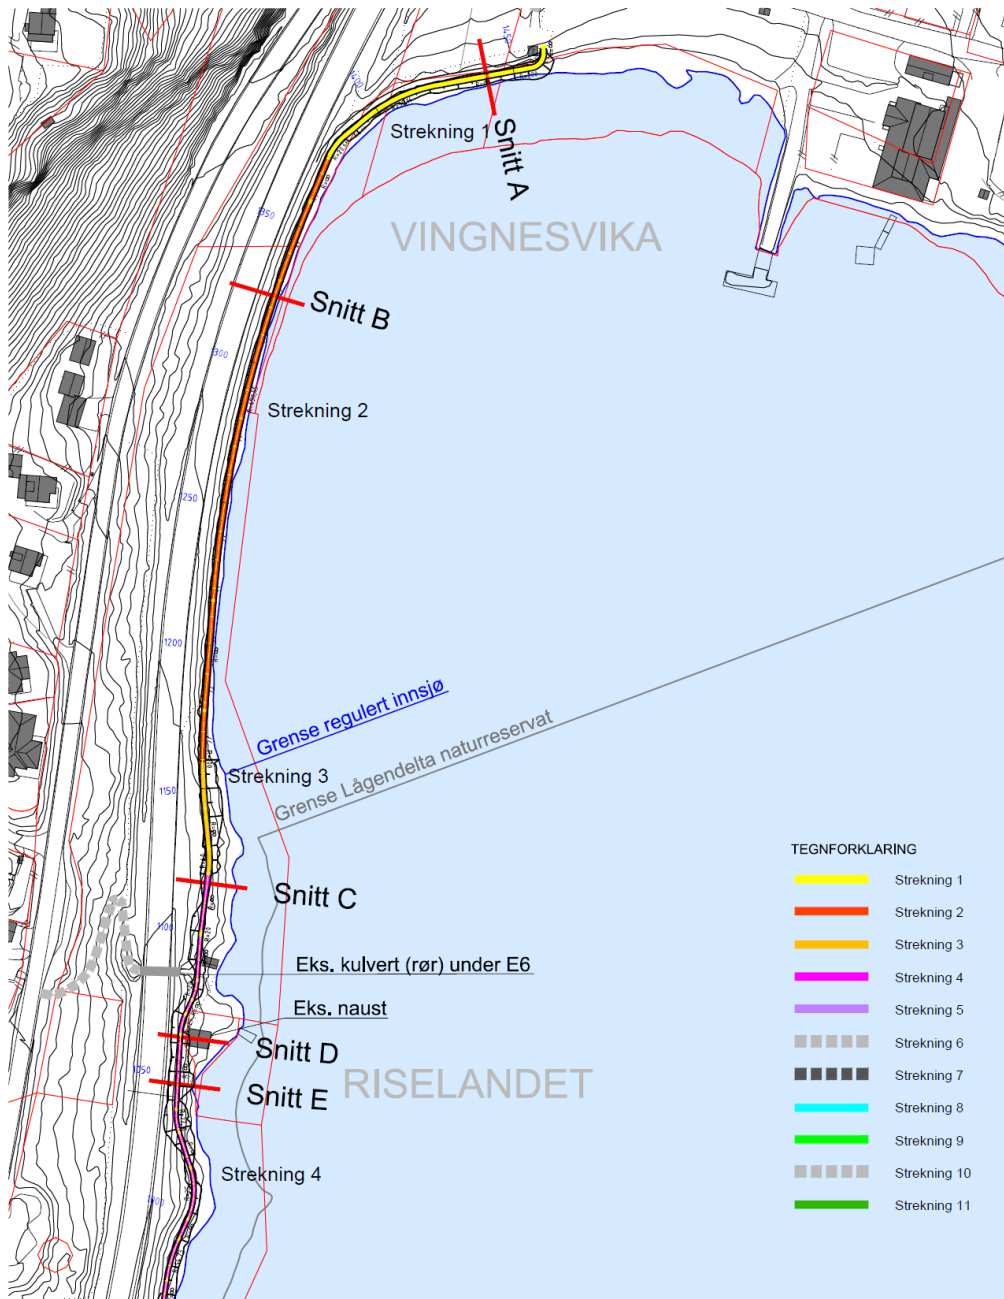 1450
1400
Strekning 1
Snitt A
1350
VINGNESVIKA
Snitt B
1300
Strekning 2
1250
1200
Grense regulert innsjø
Grense Lågendelta naturreservat
Strekning 3
1150
Snitt C
1100
Eks. kulvert (rør) under E6
Eks. naust
Snitt D
1050
RISELANDET
Snitt E
Strekning 4
1000
TEGNFORKLARING
Strekning 1
Strekning 2
Strekning 3
Strekning 4
Strekning 5
Strekning 6
Strekning 7
Strekning 8
Strekning 9
Strekning 10
Strekning 11